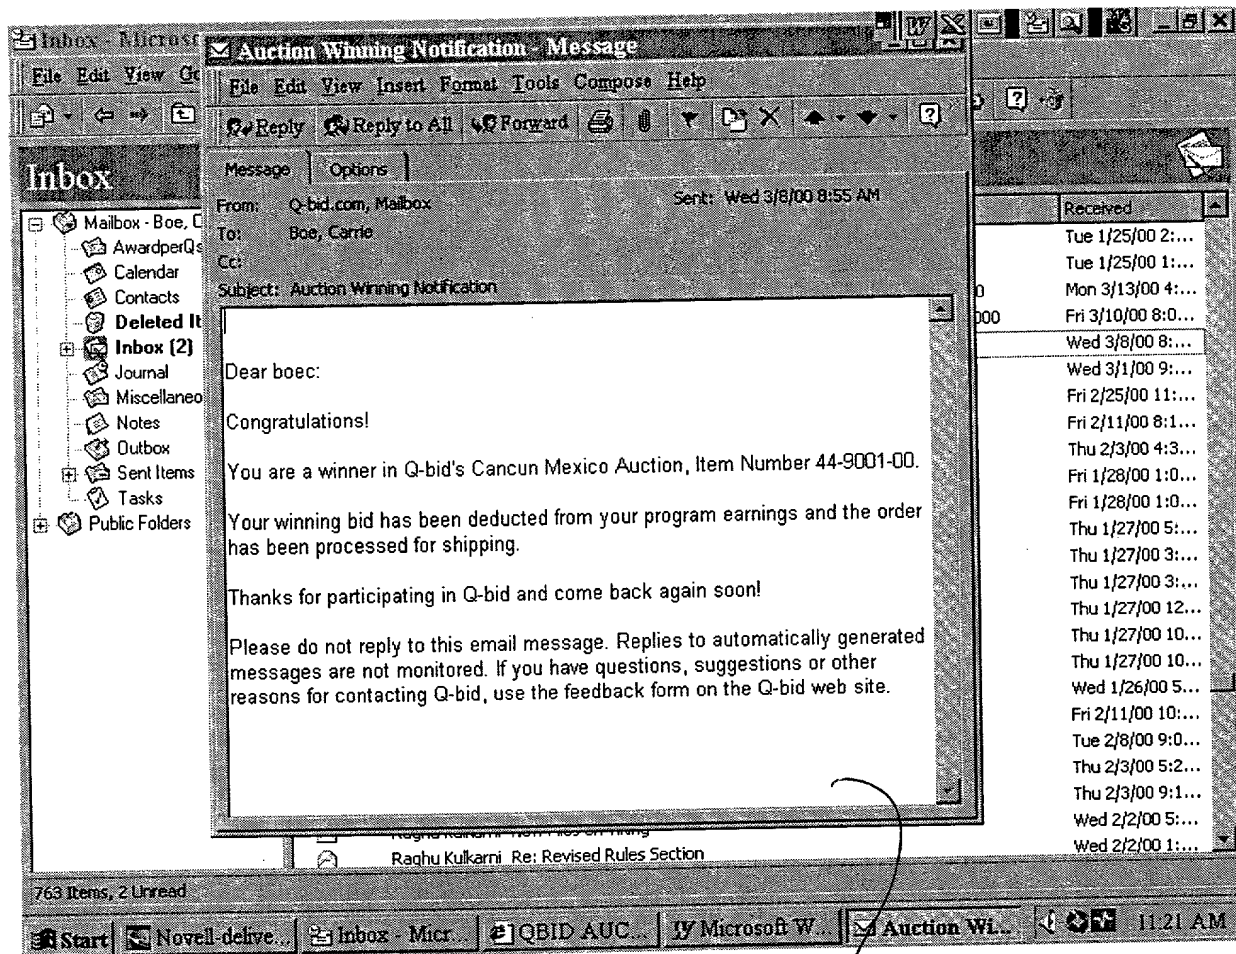 Inbox - Microsoft
Auction Winning Notification - Message
File Edit View Go
File Edit View Insert Format Tools Compose Help
Reply Reply to All Forward
Inbox
Message Options
From: Q-bid.com, Mailbox Sent: Wed 3/8/00 8:55 AM
To: Boe, Carrie
Cc:
Subject: Auction Winning Notification
Mailbox - Boe, C
AwardperQs
Calendar
Contacts
Deleted It
Inbox (2)
Journal
Miscellaneo
Notes
Outbox
Sent Items
Tasks
Public Folders
Dear boec:
Congratulations!
You are a winner in Q-bid's Cancun Mexico Auction, Item Number 44-9001-00.
Your winning bid has been deducted from your program earnings and the order
has been processed for shipping.
Thanks for participating in Q-bid and come back again soon!
Please do not reply to this email message. Replies to automatically generated
messages are not monitored. If you have questions, suggestions or other
reasons for contacting Q-bid, use the feedback form on the Q-bid web site.
Received
Tue 1/25/00 2:...
Tue 1/25/00 1:...
0 Mon 3/13/00 4:...
000 Fri 3/10/00 8:0...
Wed 3/8/00 8:...
Wed 3/1/00 9:...
Fri 2/25/00 11:...
Fri 2/11/00 8:1...
Thu 2/3/00 4:3...
Fri 1/28/00 1:0...
Fri 1/28/00 1:0...
Thu 1/27/00 5:...
Thu 1/27/00 3:...
Thu 1/27/00 3:...
Thu 1/27/00 12...
Thu 1/27/00 10...
Thu 1/27/00 10...
Wed 1/26/00 5...
Fri 2/11/00 10:...
Tue 2/8/00 9:0...
Thu 2/3/00 5:2...
Thu 2/3/00 9:1...
Wed 2/2/00 5:...
Wed 2/2/00 1:...
Raghu Kulkarni Re: Revised Rules Section
763 Items, 2 Unread
Start Novell-delive... Inbox - Micr... QBID AUC... Microsoft W... Auction Wi... 11:21 AM